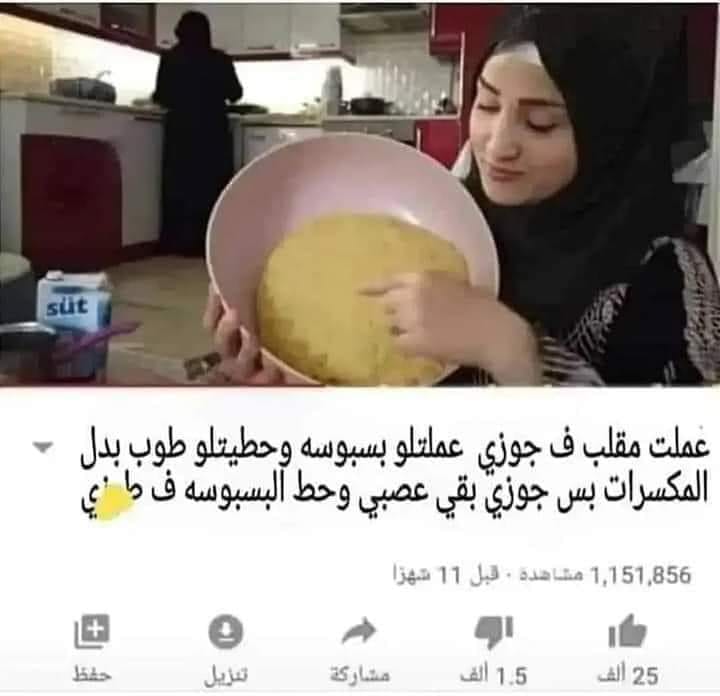 süt
عملت مقلب ف جوزي عملتلو بسبوسه وحطيتلو طوب بدل
المكسرات بس جوزي بقي عصبي وحط البسبوسه ف
1,151,856 مشاهدة · قبل 11 شهرًا
25 ألف
1.5 ألف
مشاركة
تنزيل
حفظ